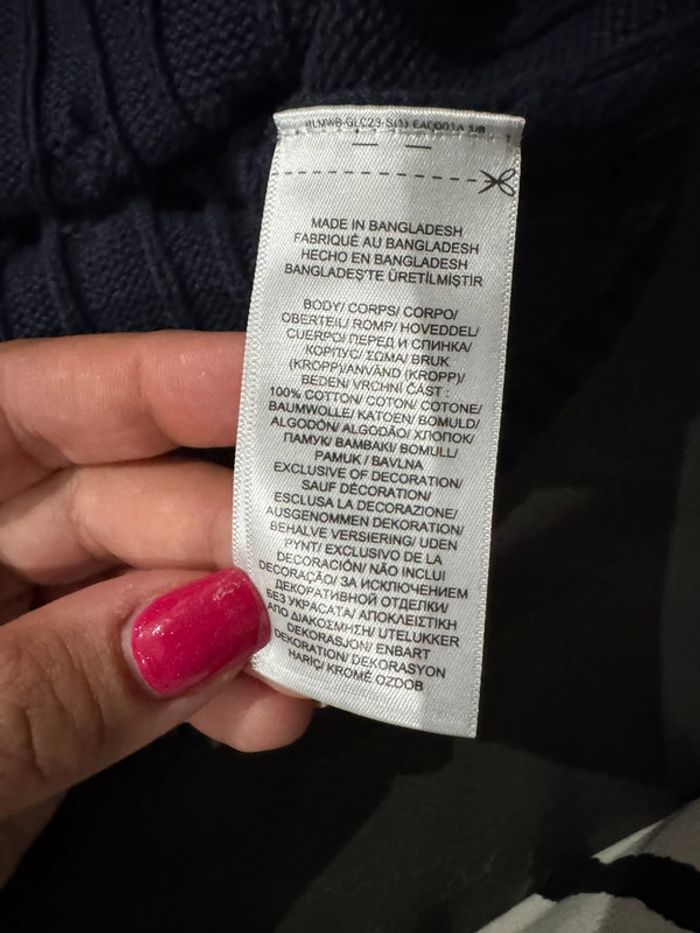 MADE IN BANGLADESH
FABRIQUÉ AU BANGLADESH
HECHO EN BANGLADESH
BANGLADEŞ'TE ÜRETİLMİŞTİR
BODY/ CORPS/ CORPO/
OBERTEIL/ ROMP/ HOVEDDEL/
CUERPO/ ПЕРЕД И СПИНКА/
КОРПУС/ ΣΩΜΑ/ BRUK
(KROPP)/ANVÄND (KROPP)/
BEDEN/ VRCHNÍ ČÁST :
100% COTTON/ COTON/ COTONE/
BAUMWOLLE/ KATOEN/ BOMULD/
ALGODÓN/ ALGODÃO/ ХЛОПОК/
ПАМУК/ ΒΑΜΒΑΚΙ/ BOMULL/
PAMUK / BAVLNA
EXCLUSIVE OF DECORATION/
SAUF DÉCORATION/
ESCLUSA LA DECORAZIONE/
AUSGENOMMEN DEKORATION/
BEHALVE VERSIERING/ UDEN
PYNT/ EXCLUSIVO DE LA
DECORACIÓN/ NÃO INCLUI
DECORAÇÃO/ ЗА ИСКЛЮЧЕНИЕМ
ДЕКОРАТИВНОЙ ОТДЕЛКИ/
БЕЗ УКРАСАТА/ ΑΠΟΚΛΕΙΣΤΙΚΗ
ΑΠΟ ΔΙΑΚΟΣΜΗΣΗ/ UTELUKKER
DEKORASJON/ ENBART
DEKORATION/ DEKORASYON
HARİÇ/ KROMĚ OZDOB